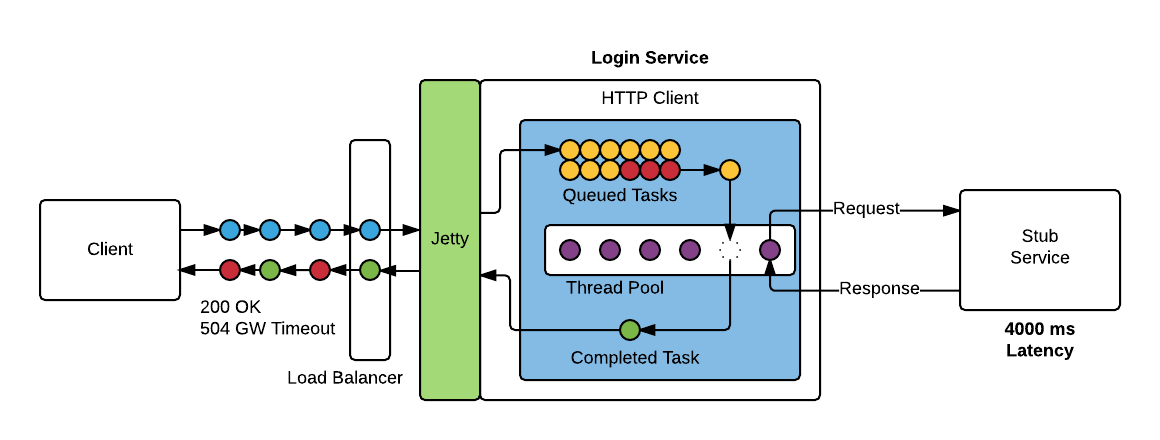 Login Service
HTTP Client
Queued Tasks
Request
Client
Jetty
Stub
Service
Thread Pool
Response
200 OK
504 GW Timeout
4000 ms
Latency
Completed Task
Load Balancer